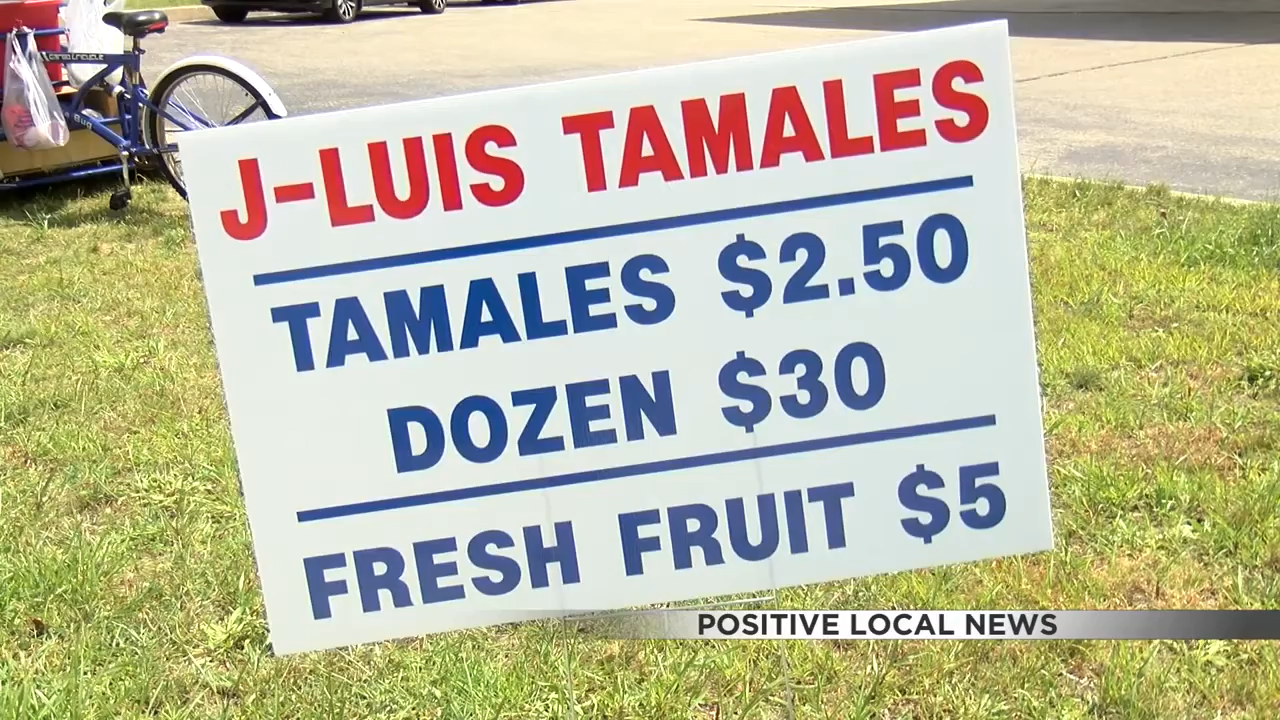 J-LUIS TAMALES
TAMALES $2.50
DOZEN $30
FRESH FRUIT $5
POSITIVE LOCAL NEWS